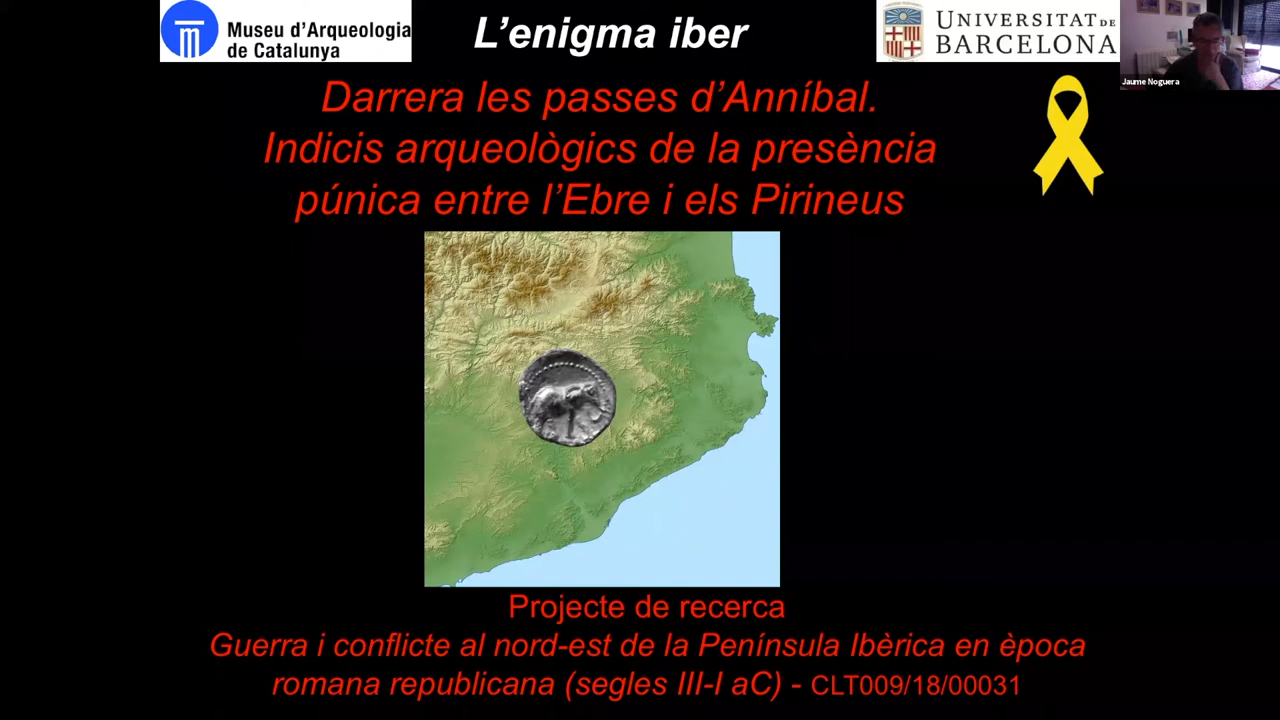 Museu d'Arqueologia
de Catalunya
L'enigma iber
UNIVERSITAT DE
BARCELONA
Jaume Noguera
Darrera les passes d'Anníbal.
Indicis arqueològics de la presència
púnica entre l'Ebre i els Pirineus
Projecte de recerca
Guerra i conflicte al nord-est de la Península Ibèrica en època
romana republicana (segles III-I aC) - CLT009/18/00031